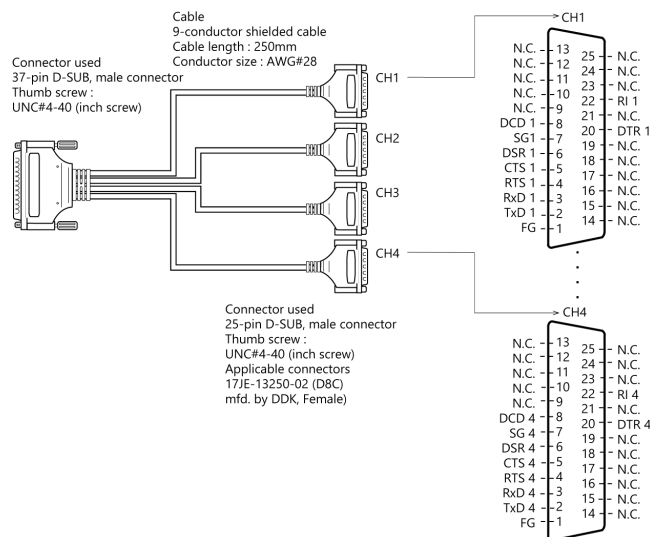 Cable
9-conductor shielded cable
Cable length : 250mm
Conductor size : AWG#28
Connector used
37-pin D-SUB, male connector
Thumb screw :
UNC#4-40 (inch screw)
CH1
CH2
CH3
CH4
Connector used
25-pin D-SUB, male connector
Thumb screw :
UNC#4-40 (inch screw)
Applicable connectors
17JE-13250-02 (D8C)
mfd. by DDK, Female)
CH1
N.C. 13
N.C. 12
N.C. 11
N.C. 10
N.C. 9
DCD 1 8
SG1 7
DSR 1 6
CTS 1 5
RTS 1 4
RxD 1 3
TxD 1 2
FG 1
25 N.C.
24 N.C.
23 N.C.
22 RI 1
21 N.C.
20 DTR 1
19 N.C.
18 N.C.
17 N.C.
16 N.C.
15 N.C.
14 N.C.
CH4
N.C. 13
N.C. 12
N.C. 11
N.C. 10
N.C. 9
DCD 4 8
SG 4 7
DSR 4 6
CTS 4 5
RTS 4 4
RxD 4 3
TxD 4 2
FG 1
25 N.C.
24 N.C.
23 N.C.
22 RI 4
21 N.C.
20 DTR 4
19 N.C.
18 N.C.
17 N.C.
16 N.C.
15 N.C.
14 N.C.